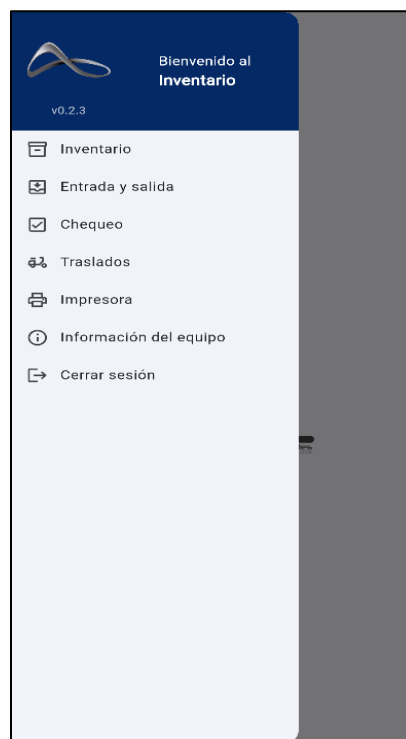 Bienvenido al
Inventario
v0.2.3
Inventario
Entrada y salida
Chequeo
Traslados
Impresora
Información del equipo
Cerrar sesión